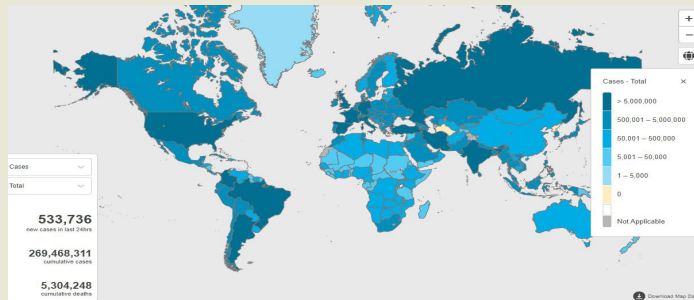 +
−
Cases - Total ×
> 5,000,000
500,001 – 5,000,000
50,001 – 500,000
5,001 – 50,000
1 – 5,000
0
Not Applicable
Cases
Total
533,736
new cases in last 24hrs
269,468,311
cumulative cases
5,304,248
cumulative deaths
Download Map Da